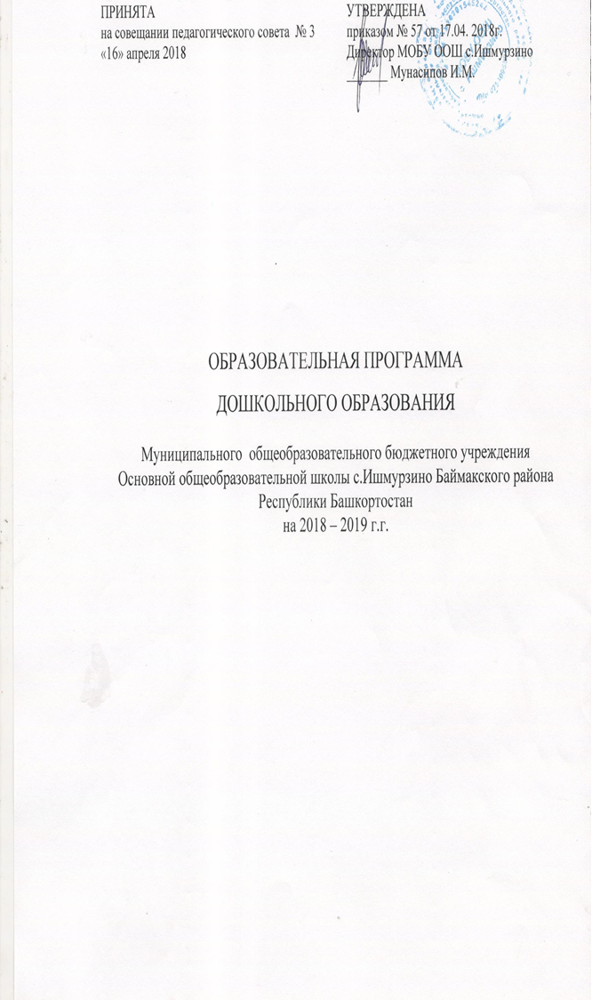 ПРИНЯТА
на совещании педагогического совета № 3
«16» апреля 2018
УТВЕРЖДЕНА
приказом № 57 от 17.04. 2018г.
Директор МОБУ ООШ с.Ишмурзино
Мунасипов И.М.
ОБРАЗОВАТЕЛЬНАЯ ПРОГРАММА
ДОШКОЛЬНОГО ОБРАЗОВАНИЯ
Муниципального общеобразовательного бюджетного учреждения
Основной общеобразовательной школы с.Ишмурзино Баймакского района
Республики Башкортостан
на 2018 – 2019 г.г.